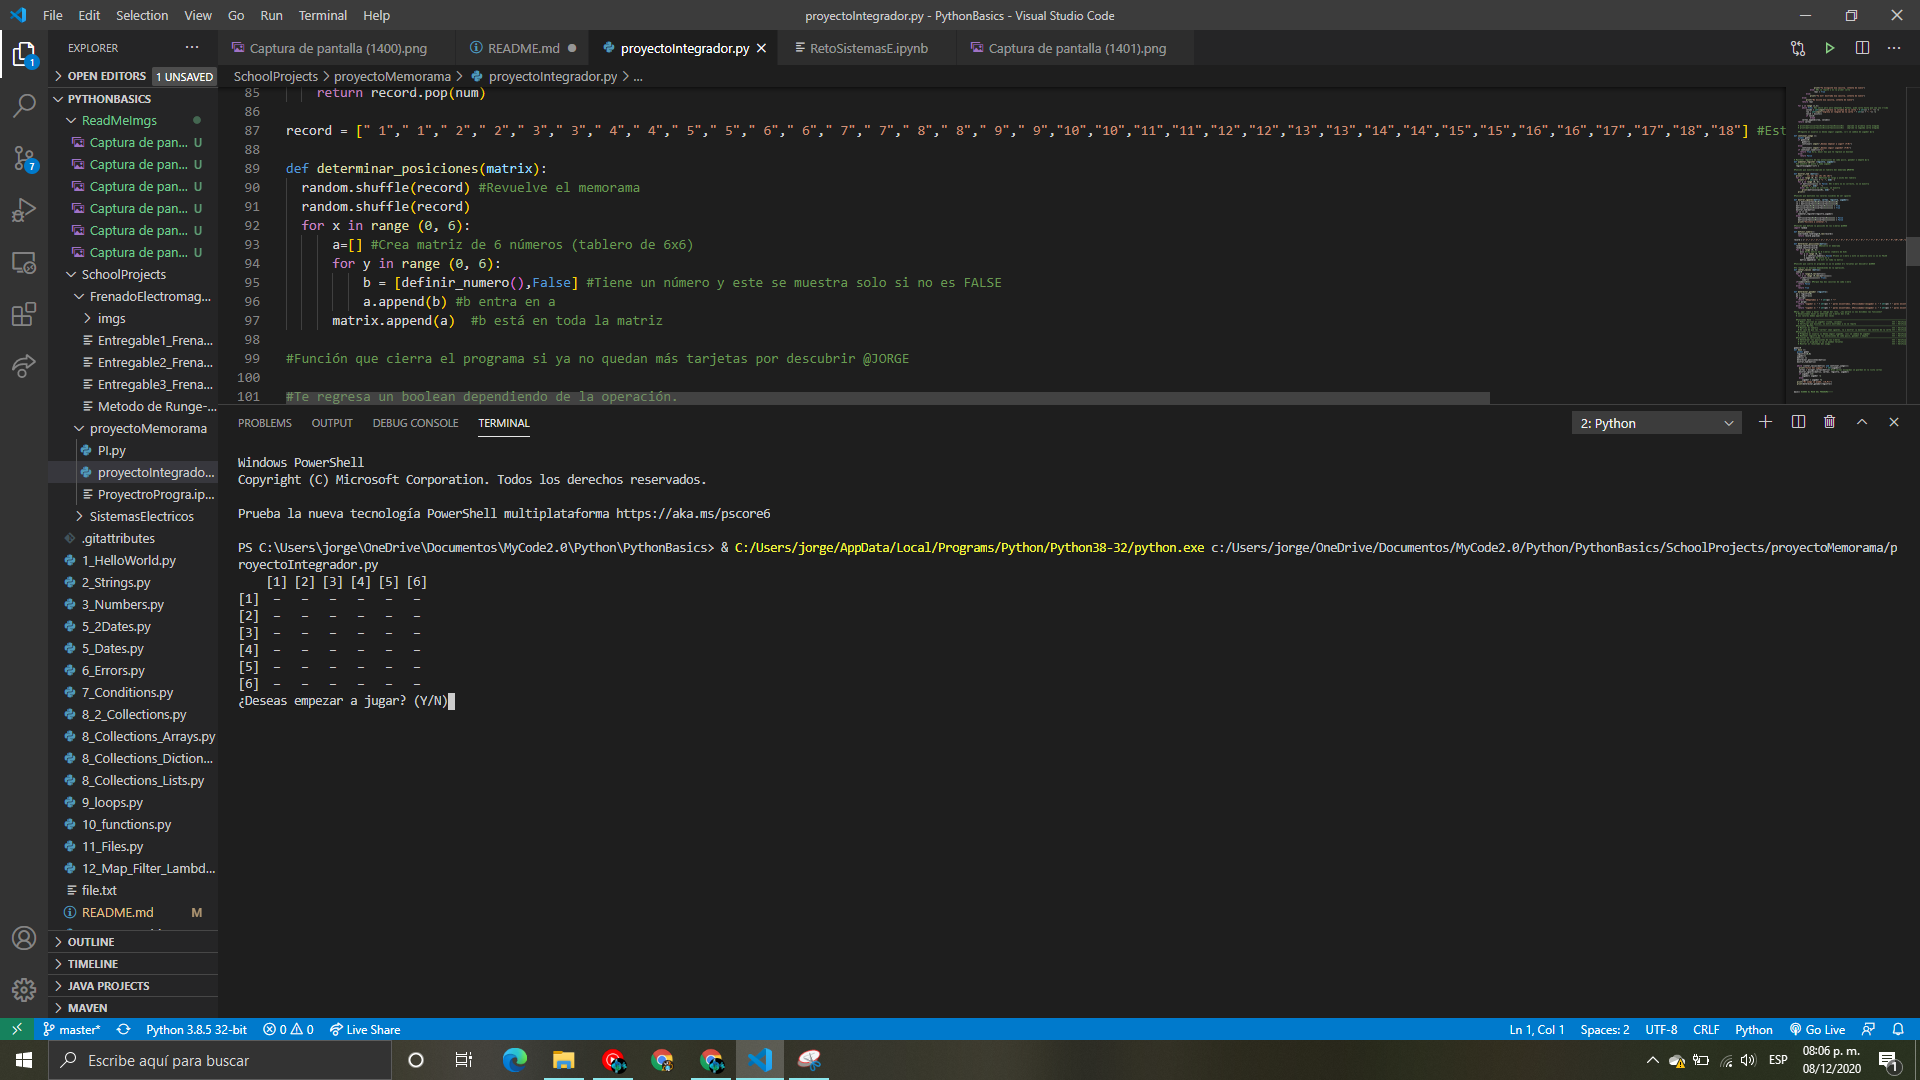 File Edit Selection View Go Run Terminal Help
proyectoIntegrador.py - PythonBasics - Visual Studio Code
EXPLORER
Captura de pantalla (1400).png
README.md
proyectoIntegrador.py
RetoSistemasE.ipynb
Captura de pantalla (1401).png
OPEN EDITORS 1 UNSAVED
SchoolProjects > proyectoMemorama > proyectoIntegrador.py > ...
PYTHONBASICS
ReadMeImgs
Captura de pan... U
Captura de pan... U
Captura de pan... U
Captura de pan... U
Captura de pan... U
Captura de pan... U
SchoolProjects
FrenadoElectromag...
imgs
Entregable1_Frena...
Entregable2_Frena...
Entregable3_Frena...
Metodo de Runge-...
proyectoMemorama
PI.py
proyectoIntegrado...
ProyectroProgra.ip...
SistemasElectricos
.gitattributes
1_HelloWorld.py
2_Strings.py
3_Numbers.py
5_2Dates.py
5_Dates.py
6_Errors.py
7_Conditions.py
8_2_Collections.py
8_Collections_Arrays.py
8_Collections_Diction...
8_Collections_Lists.py
9_loops.py
10_functions.py
11_Files.py
12_Map_Filter_Lambd...
file.txt
README.md M
OUTLINE
TIMELINE
JAVA PROJECTS
MAVEN
85 return record.pop(num)
86
87 record = [" 1"," 1"," 2"," 2"," 3"," 3"," 4"," 4"," 5"," 5"," 6"," 6"," 7"," 7"," 8"," 8"," 9"," 9","10","10","11","11","12","12","13","13","14","14","15","15","16","16","17","17","18","18"] #Est
88
89 def determinar_posiciones(matrix):
90 random.shuffle(record) #Revuelve el memorama
91 random.shuffle(record)
92 for x in range (0, 6):
93 a=[] #Crea matriz de 6 números (tablero de 6x6)
94 for y in range (0, 6):
95 b = [definir_numero(),False] #Tiene un número y este se muestra solo si no es FALSE
96 a.append(b) #b entra en a
97 matrix.append(a)  #b está en toda la matriz
98
99 #Función que cierra el programa si ya no quedan más tarjetas por descubrir @JORGE
100
101 #Te regresa un boolean dependiendo de la operación.
PROBLEMS OUTPUT DEBUG CONSOLE TERMINAL
2: Python
Windows PowerShell
Copyright (C) Microsoft Corporation. Todos los derechos reservados.
Prueba la nueva tecnología PowerShell multiplataforma https://aka.ms/pscore6
PS C:\Users\jorge\OneDrive\Documentos\MyCode2.0\Python\PythonBasics> & C:/Users/jorge/AppData/Local/Programs/Python/Python38-32/python.exe c:/Users/jorge/OneDrive/Documentos/MyCode2.0/Python/PythonBasics/SchoolProjects/proyectoMemorama/p
royectoIntegrador.py
[1] [2] [3] [4] [5] [6]
[1] – – – – – –
[2] – – – – – –
[3] – – – – – –
[4] – – – – – –
[5] – – – – – –
[6] – – – – – –
¿Deseas empezar a jugar? (Y/N)
master* Python 3.8.5 32-bit 0 0 Live Share
Ln 1, Col 1 Spaces: 2 UTF-8 CRLF Python Go Live
Escribe aquí para buscar
ESP
08:06 p. m.
08/12/2020
1
1
7